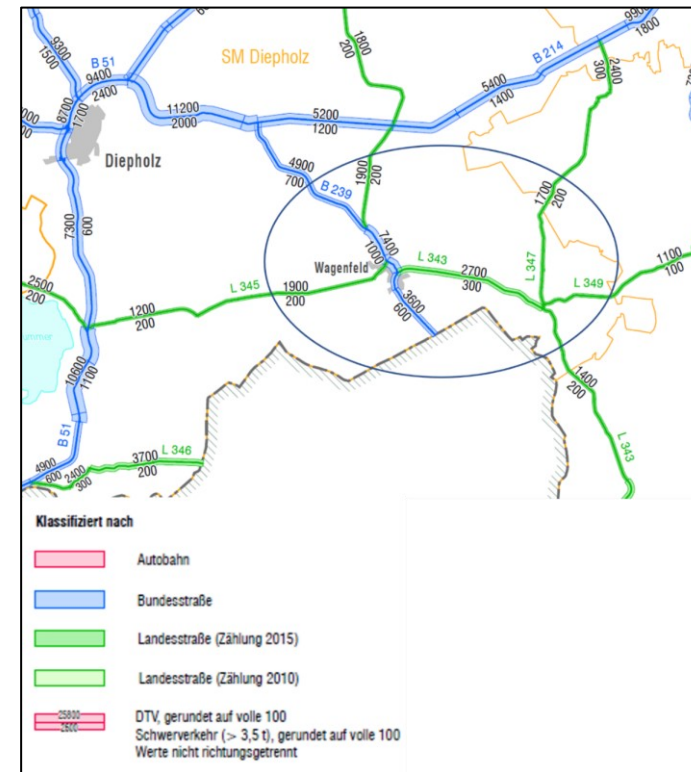 9300
1500
B 51
9400
2400
8700
1700
SM Diepholz
B 214
9900
1800
2400
300
1800
200
5400
1400
11200
2000
5200
1200
Diepholz
7300
600
4900
700
B 239
1900
200
1700
200
7400
1000
Wagenfeld
L 343
2700
300
L 347
L 349
1100
100
3600
600
2500
200
L 345
1900
200
1200
200
10600
1100
B 51
1400
200
L 343
4900
600
2400
300
3700
200
L 346
Klassifiziert nach
Autobahn
Bundesstraße
Landesstraße (Zählung 2015)
Landesstraße (Zählung 2010)
25800
2600
DTV, gerundet auf volle 100
Schwerverkehr (> 3,5 t), gerundet auf volle 100
Werte nicht richtungsgetrennt